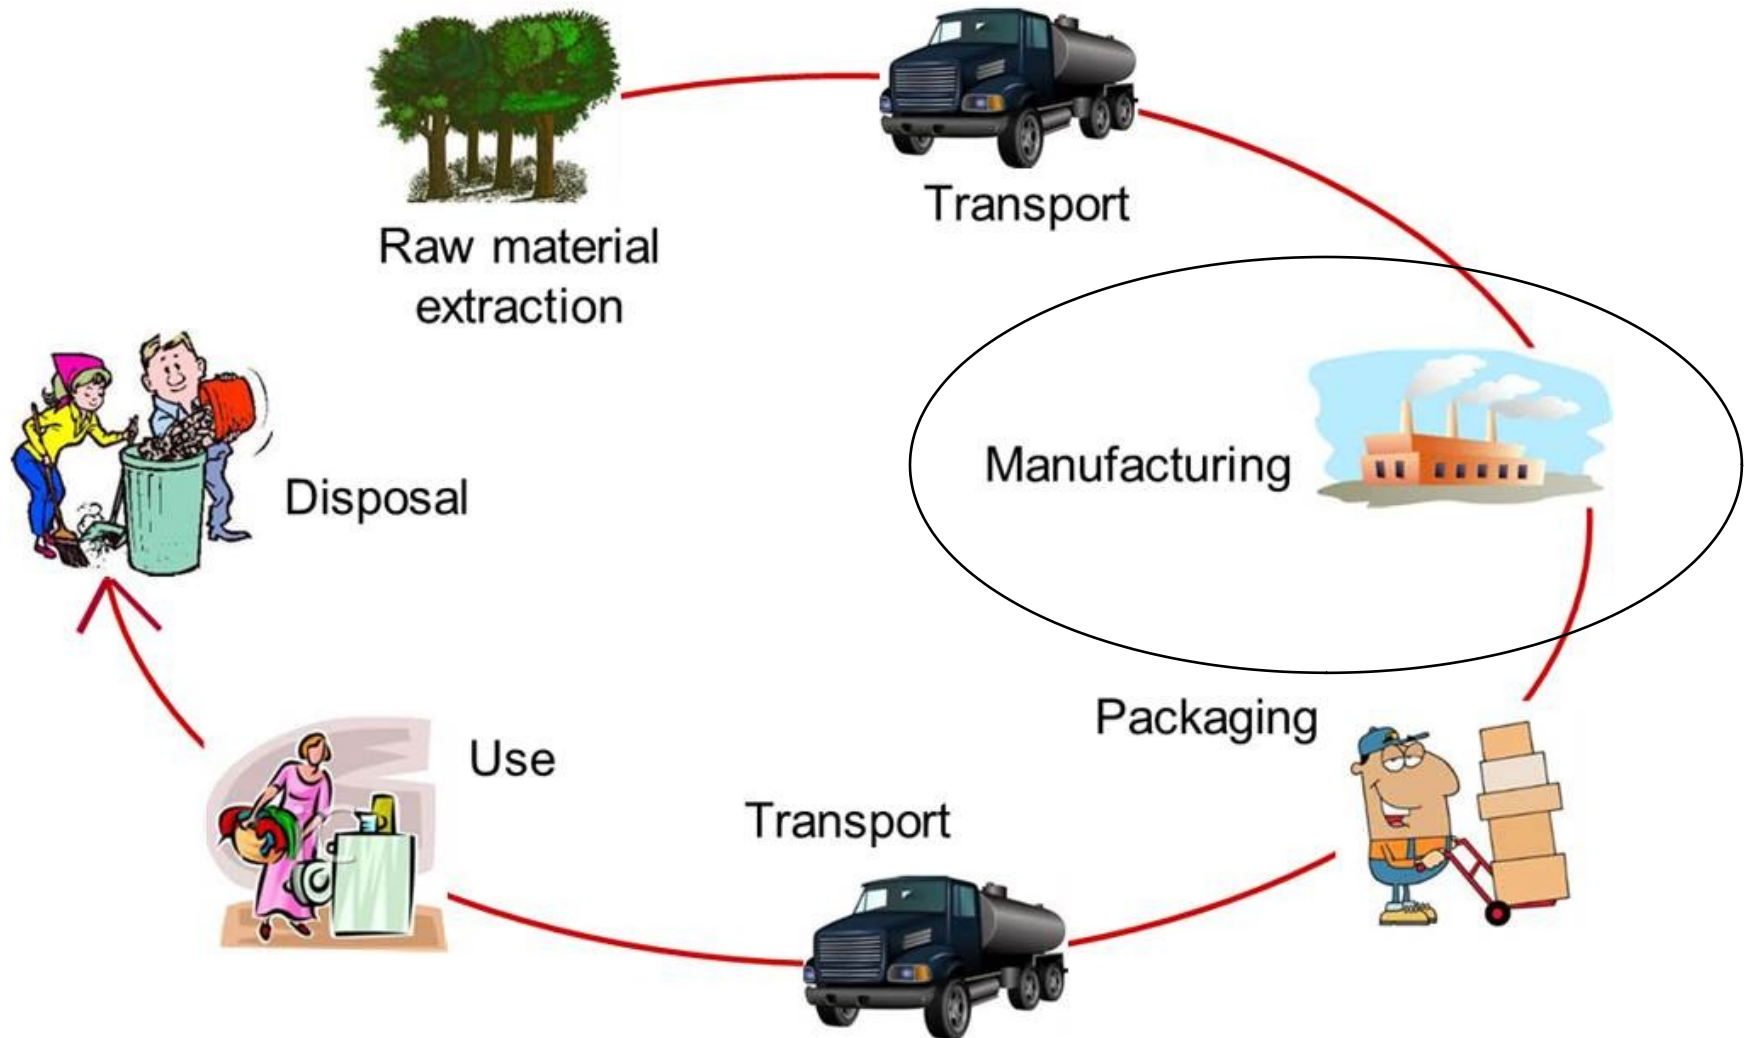 Transport
Raw material
extraction
Manufacturing
Disposal
Packaging
Use
Transport